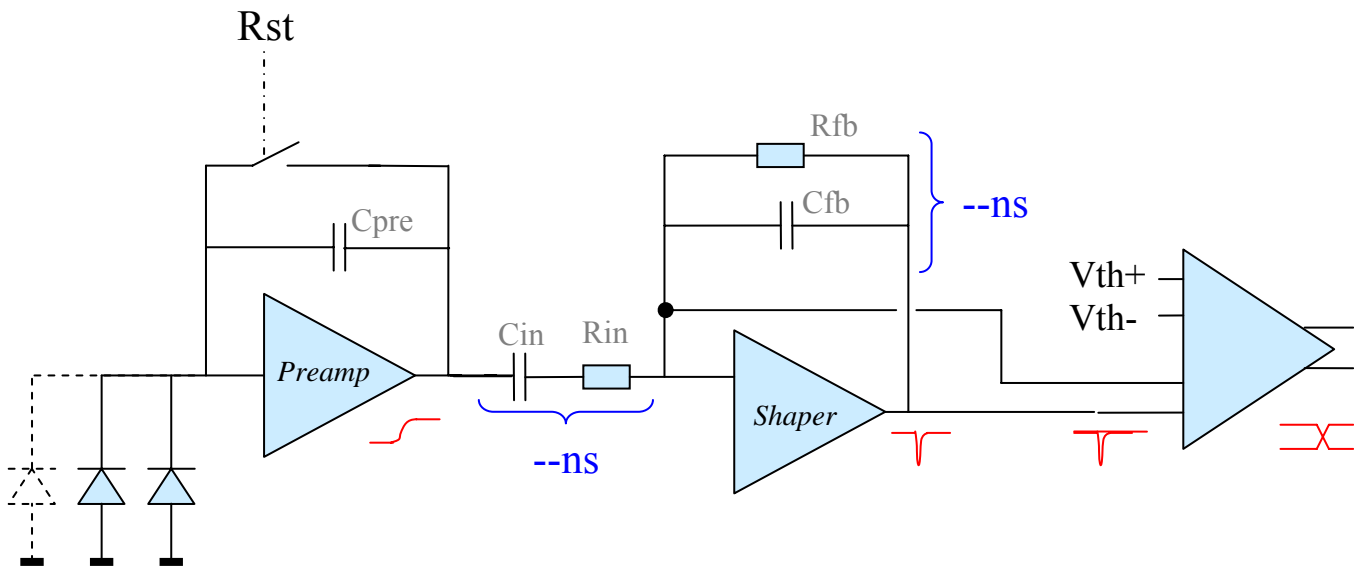 Rst
Rfb
Cpre
Cfb
--ns
Vth+
Vth-
Cin
Rin
Preamp
Shaper
--ns